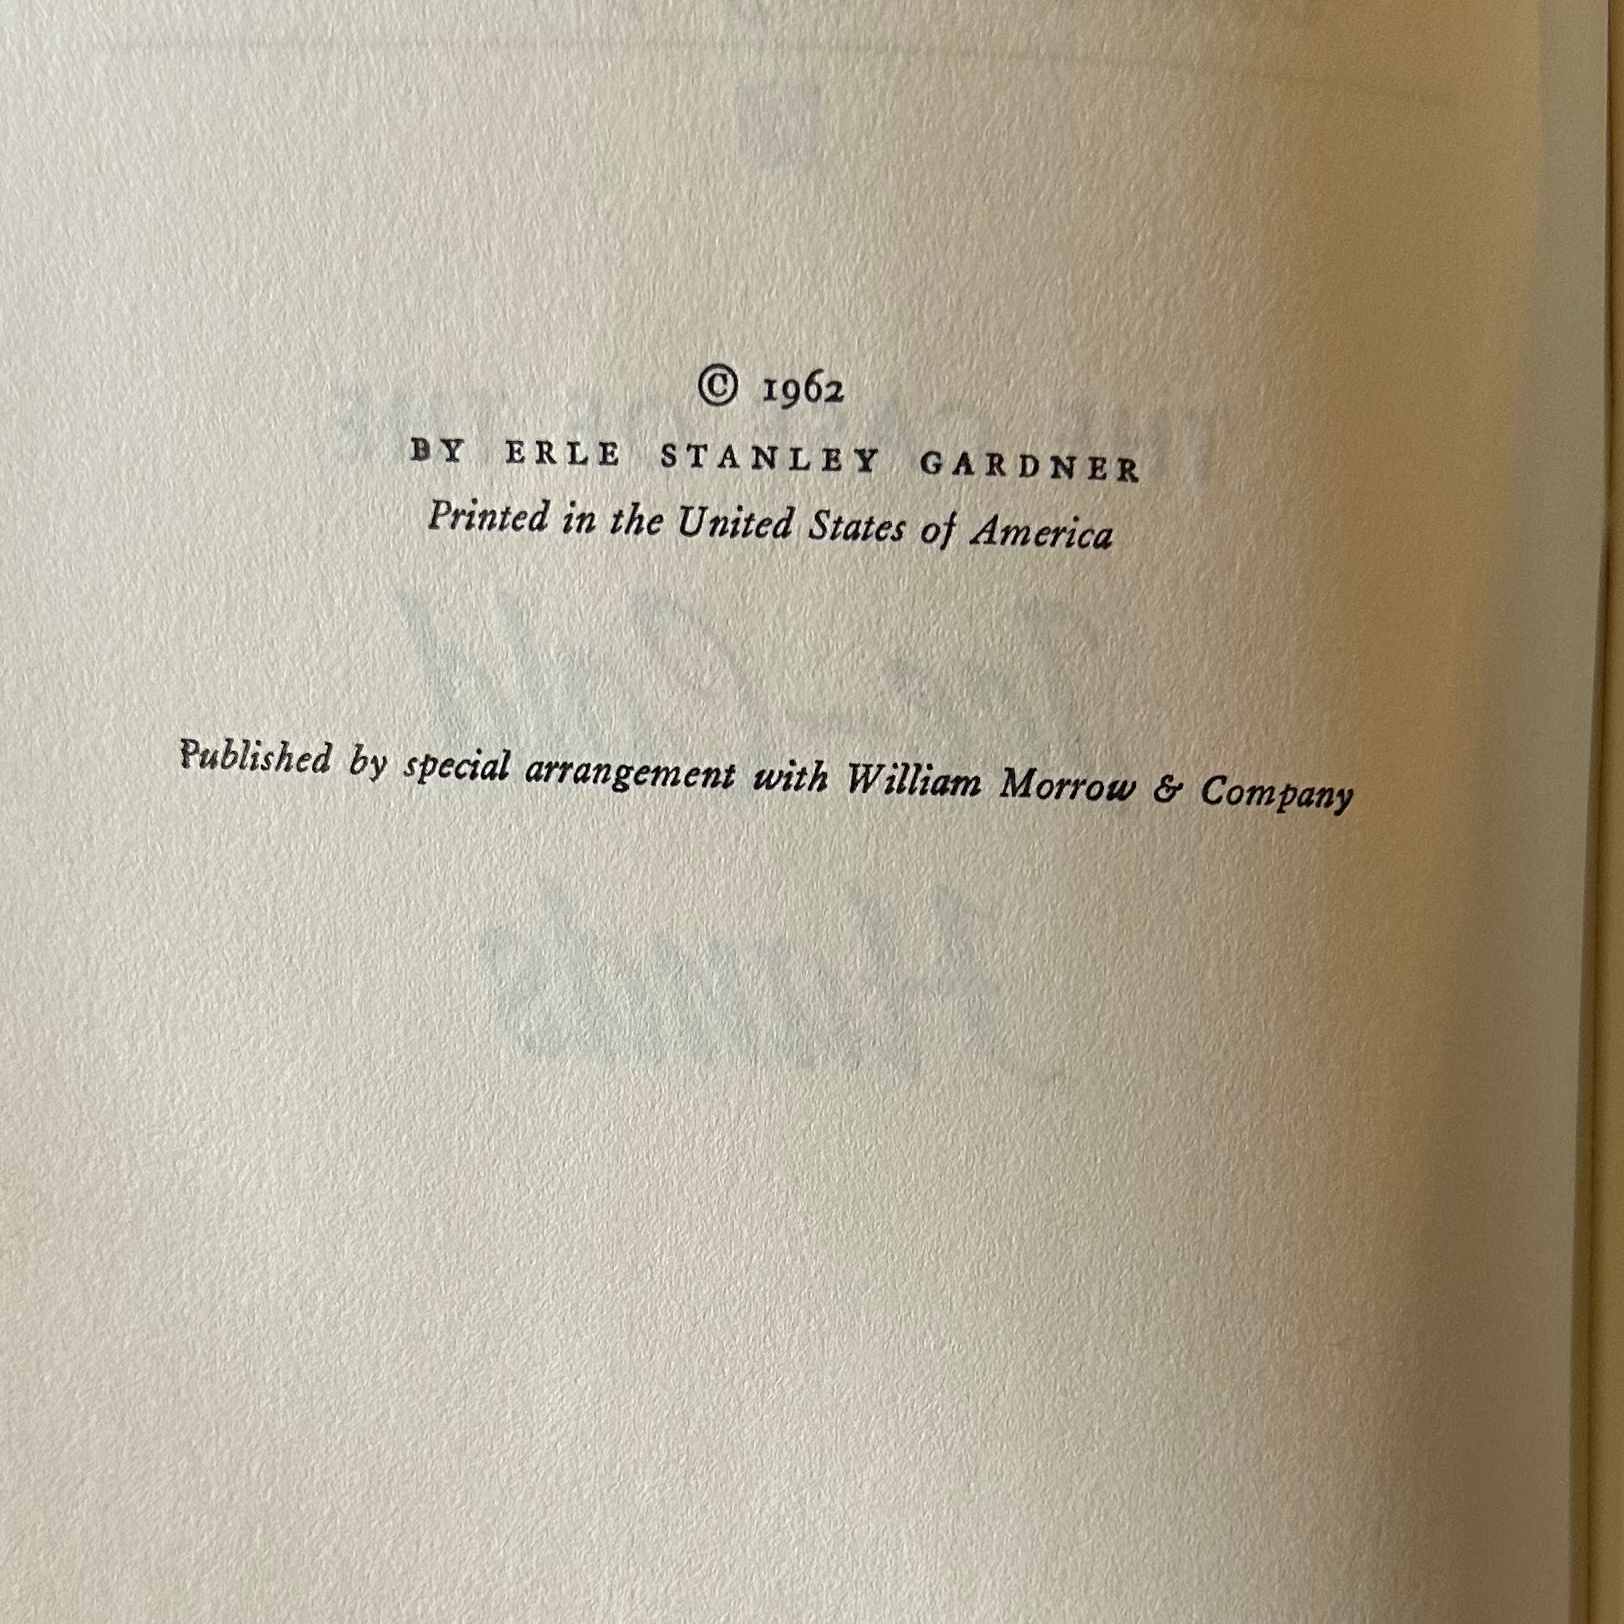 © 1962
BY ERLE STANLEY GARDNER
Printed in the United States of America
Published by special arrangement with William Morrow & Company